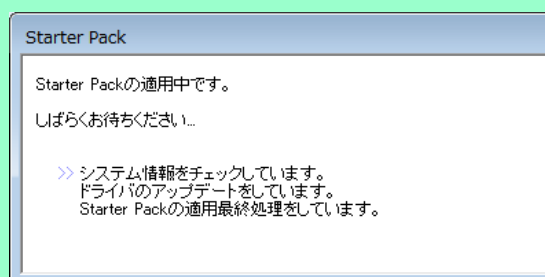 Starter Pack
Starter Packの適用中です。
しばらくお待ちください...
>> システム情報をチェックしています。
ドライバのアップデートをしています。
Starter Packの適用最終処理をしています。